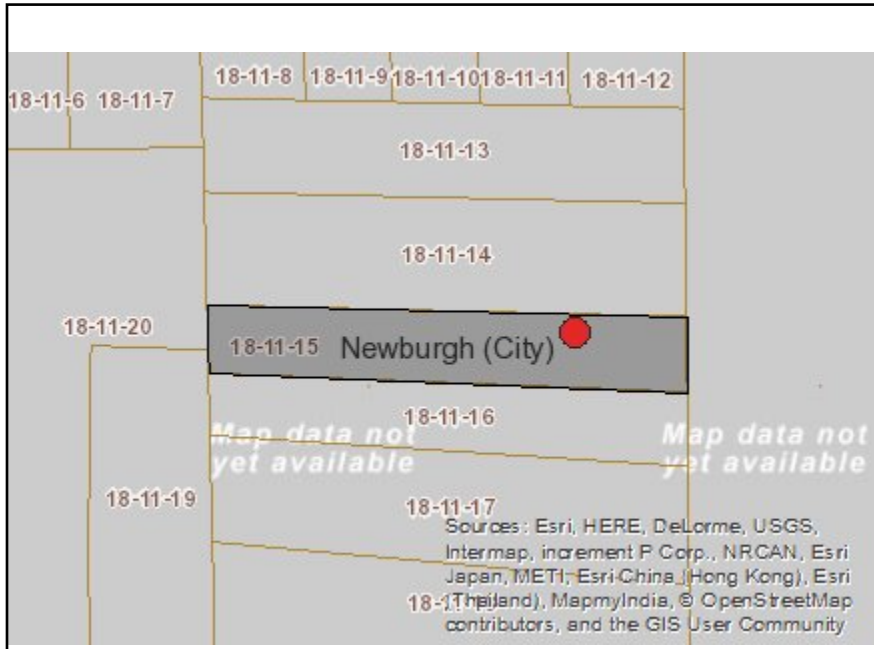 18-11-8
18-11-9
18-11-10
18-11-11
18-11-12
18-11-6
18-11-7
18-11-13
18-11-14
18-11-20
18-11-15
Newburgh (City)
18-11-16
Map data not
yet available
Map data not
yet available
18-11-19
18-11-17
Sources: Esri, HERE, DeLorme, USGS,
Intermap, increment P Corp., NRCAN, Esri
Japan, METI, Esri China (Hong Kong), Esri
(Thailand), MapmyIndia, © OpenStreetMap
contributors, and the GIS User Community